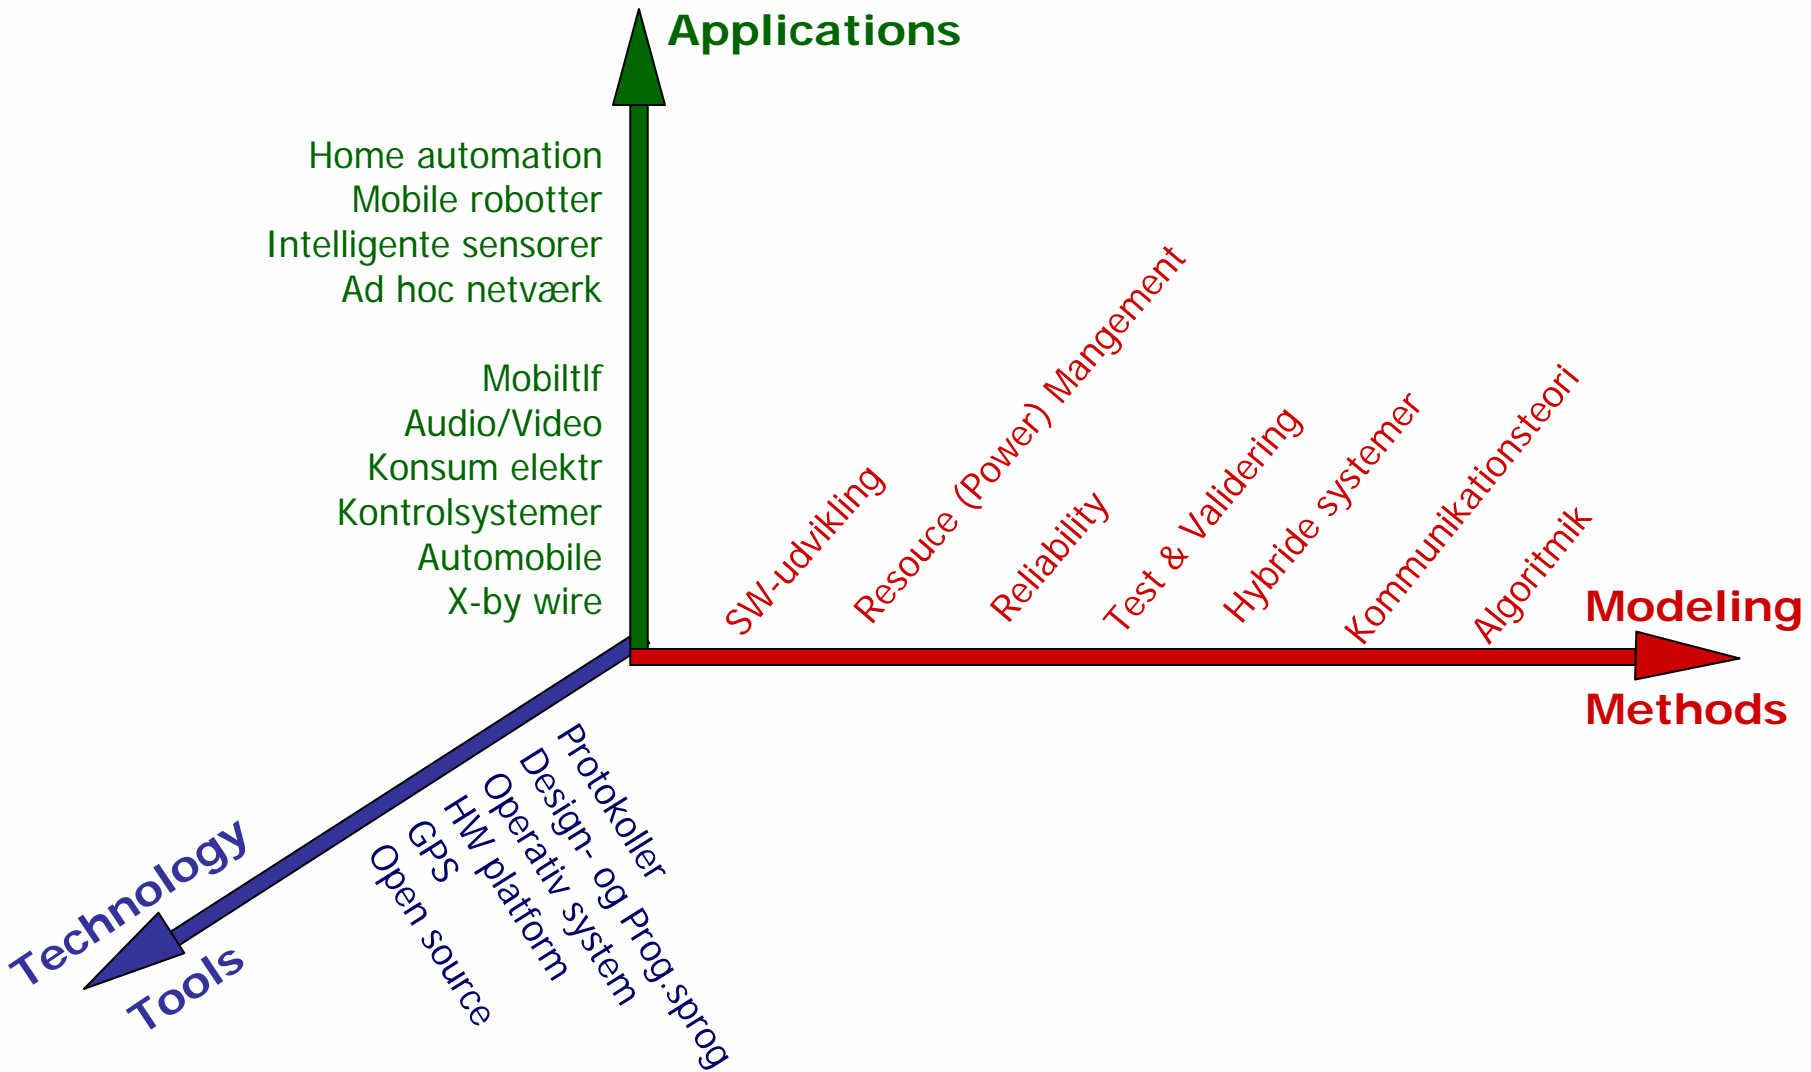 Applications
Home automation
Mobile robotter
Intelligente sensorer
Ad hoc netværk
Mobiltlf
Audio/Video
Konsum elektr
Kontrolsystemer
Automobile
X-by wire
SW-udvikling
Resouce (Power) Mangement
Reliability
Test & Validering
Hybride systemer
Kommunikationsteori
Algoritmik
Modeling
Methods
Protokoller
Design- og Prog.sprog
Operativ system
HW platform
GPS
Open source
Technology
Tools